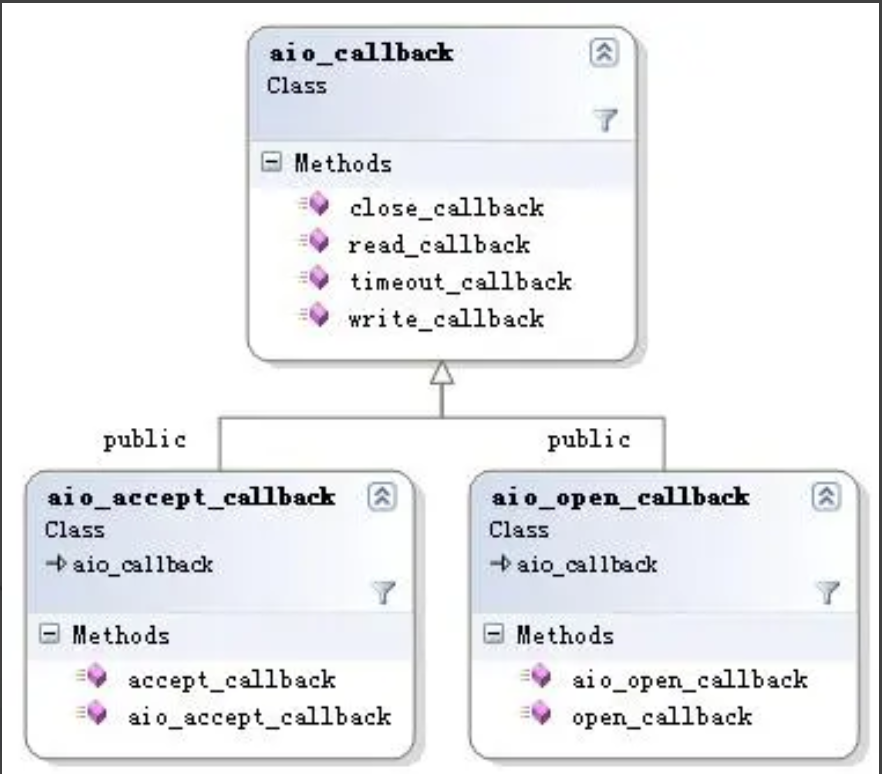 aio_callback
Class
Methods
close_callback
read_callback
timeout_callback
write_callback
public
public
aio_accept_callback
Class
aio_callback
Methods
accept_callback
aio_accept_callback
aio_open_callback
Class
aio_callback
Methods
aio_open_callback
open_callback